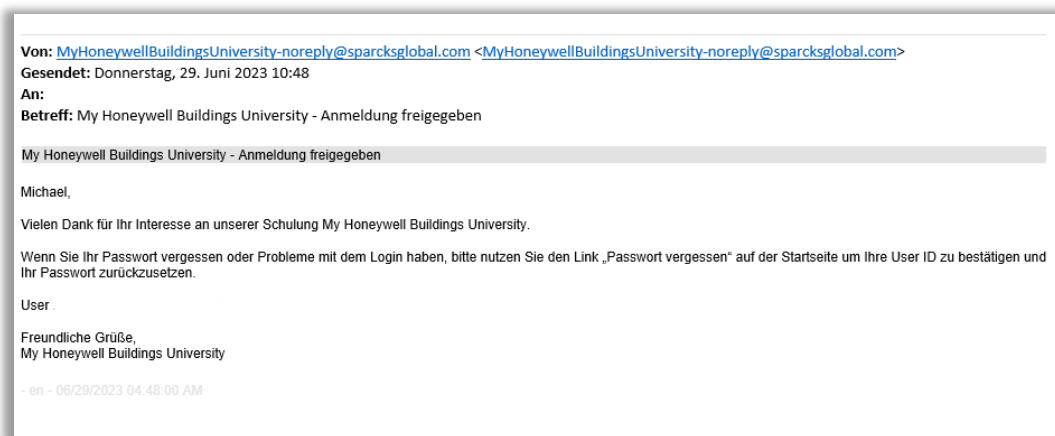 Von: MyHoneywellBuildingsUniversity-noreply@sparcksglobal.com <MyHoneywellBuildingsUniversity-noreply@sparcksglobal.com>
Gesendet: Donnerstag, 29. Juni 2023 10:48
An:
Betreff: My Honeywell Buildings University - Anmeldung freigegeben
My Honeywell Buildings University - Anmeldung freigegeben
Michael,
Vielen Dank für Ihr Interesse an unserer Schulung My Honeywell Buildings University.
Wenn Sie Ihr Passwort vergessen oder Probleme mit dem Login haben, bitte nutzen Sie den Link „Passwort vergessen“ auf der Startseite um Ihre User ID zu bestätigen und
Ihr Passwort zurückzusetzen.
User
Freundliche Grüße,
My Honeywell Buildings University
- en - 06/29/2023 04:48:00 AM